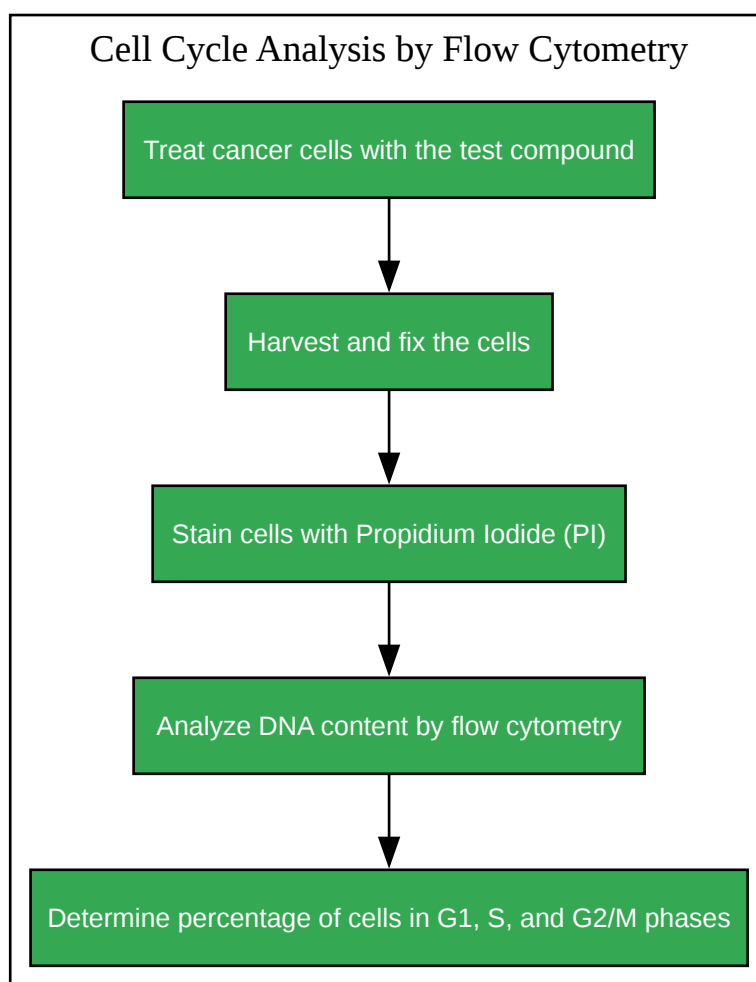 Cell Cycle Analysis by Flow Cytometry
Treat cancer cells with the test compound
Harvest and fix the cells
Stain cells with Propidium Iodide (PI)
Analyze DNA content by flow cytometry
Determine percentage of cells in G1, S, and G2/M phases